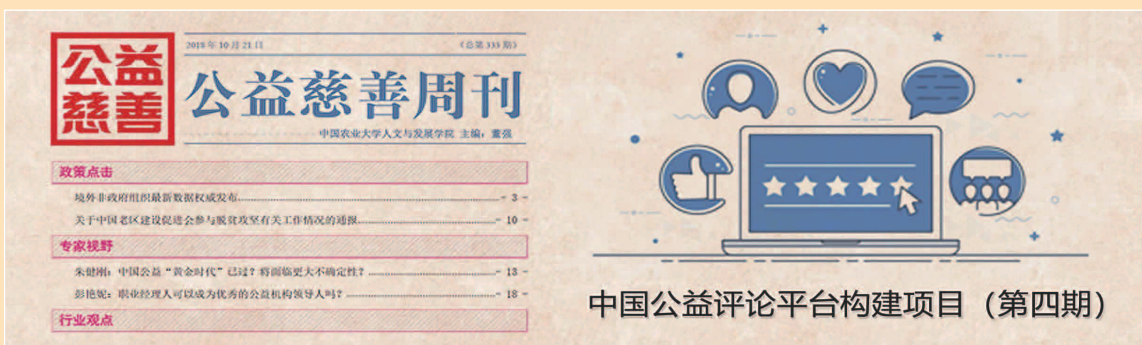 公益
慈善
2018年10月21日
《总第333期》
公益慈善周刊
中国农业大学人文与发展学院 主编：董强
政策点击
境外非政府组织最新数据权威发布 - 3 -
关于中国老区建设促进会参与脱贫攻坚有关工作情况的通报 - 10 -
专家视野
朱健刚：中国公益“黄金时代”已过？将面临更大不确定性？ - 13 -
彭艳妮：职业经理人可以成为优秀的公益机构领导人吗？ - 18 -
行业观点
中国公益评论平台构建项目（第四期）